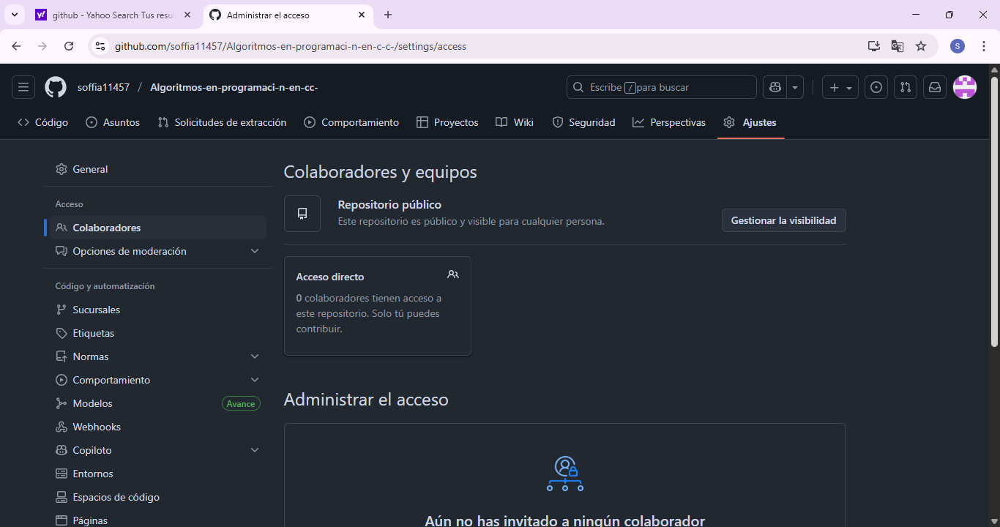 github - Yahoo Search Tus resu
Administrar el acceso
github.com/soffia11457/Algoritmos-en-programaci-n-en-c-c-/settings/access
S
soffia11457 / Algoritmos-en-programaci-n-en-cc-
Escribe / para buscar
Código
Asuntos
Solicitudes de extracción
Comportamiento
Proyectos
Wiki
Seguridad
Perspectivas
Ajustes
General
Acceso
Colaboradores
Opciones de moderación
Código y automatización
Sucursales
Etiquetas
Normas
Comportamiento
Modelos
Avance
Webhooks
Copiloto
Entornos
Espacios de código
Páginas
Colaboradores y equipos
Repositorio público
Este repositorio es público y visible para cualquier persona.
Gestionar la visibilidad
Acceso directo
0 colaboradores tienen acceso a
este repositorio. Solo tú puedes
contribuir.
Administrar el acceso
Aún no has invitado a ningún colaborador